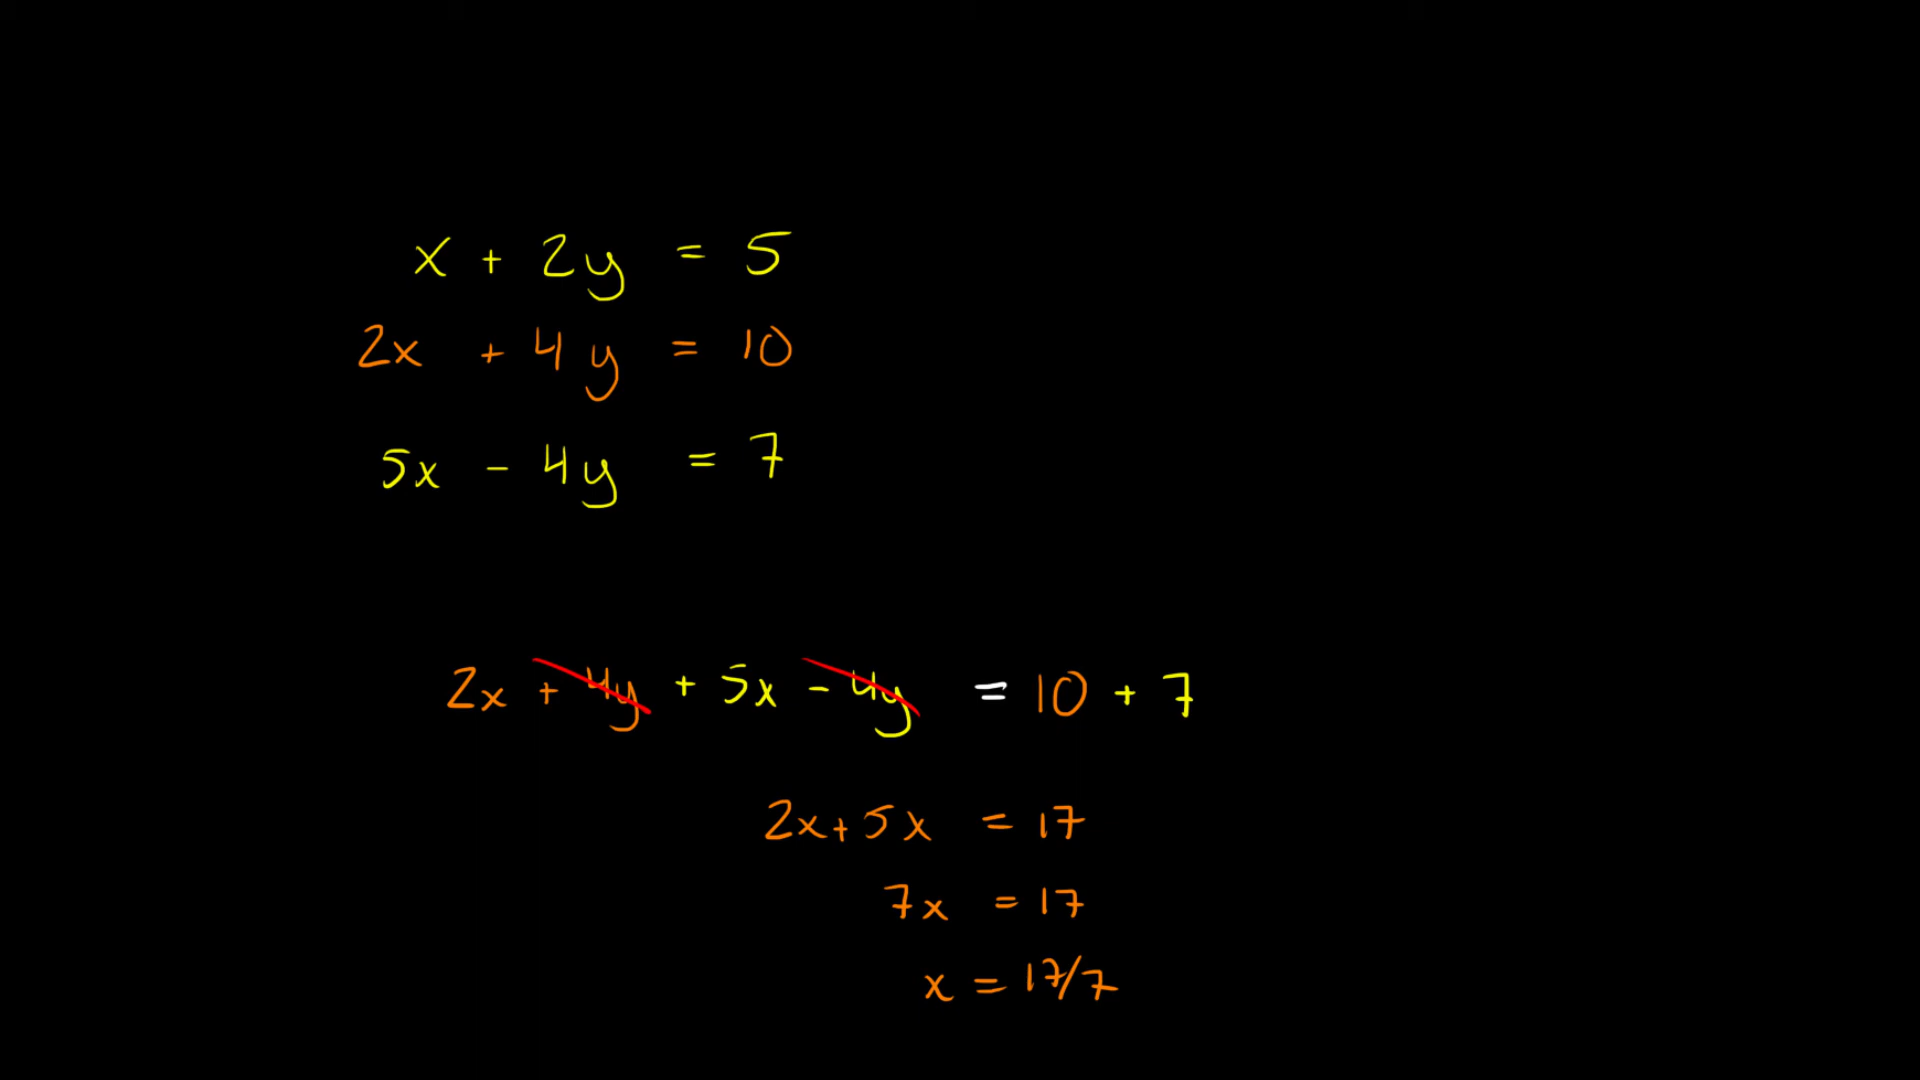 x + 2y = 5
2x + 4y = 10
5x - 4y = 7
2x + 4y + 5x - 4y = 10 + 7
2x + 5x = 17
7x = 17
x = 17/7